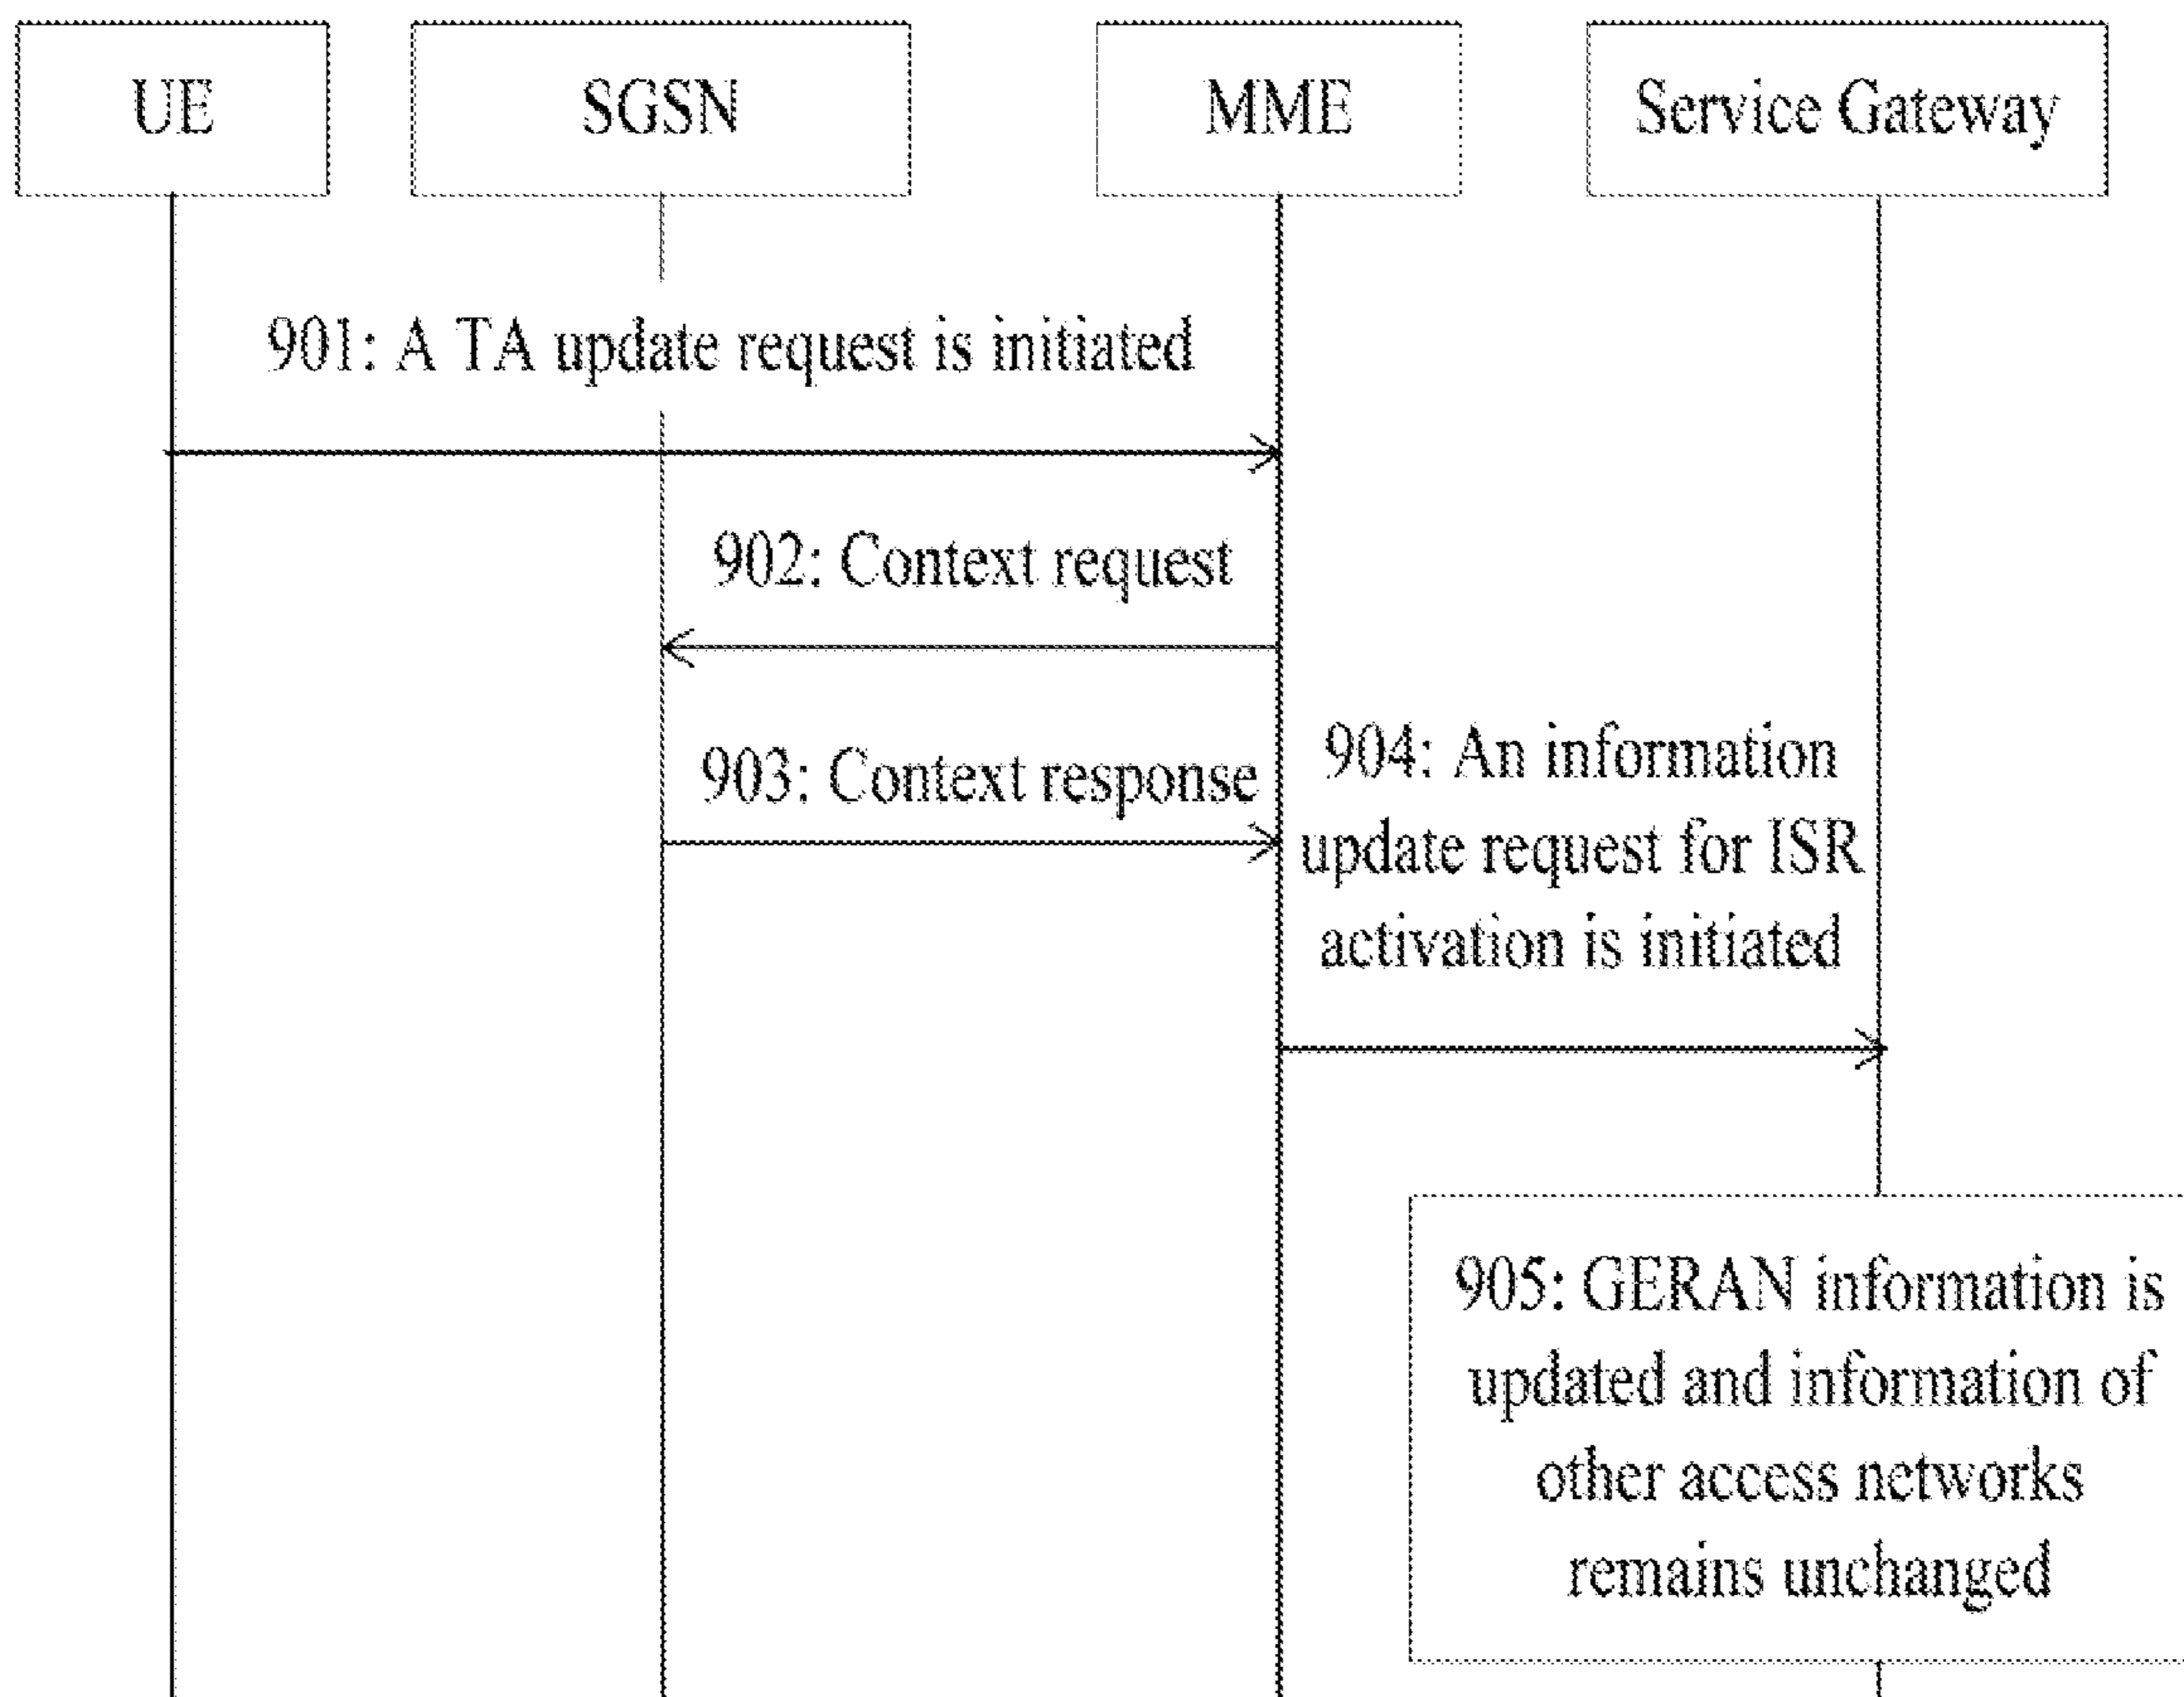 UE
SGSN
MME
Service Gateway
901: A TA update request is initiated
902: Context request
903: Context response
904: An information
update request for ISR
activation is initiated
905: GERAN information is
updated and information of
other access networks
remains unchanged